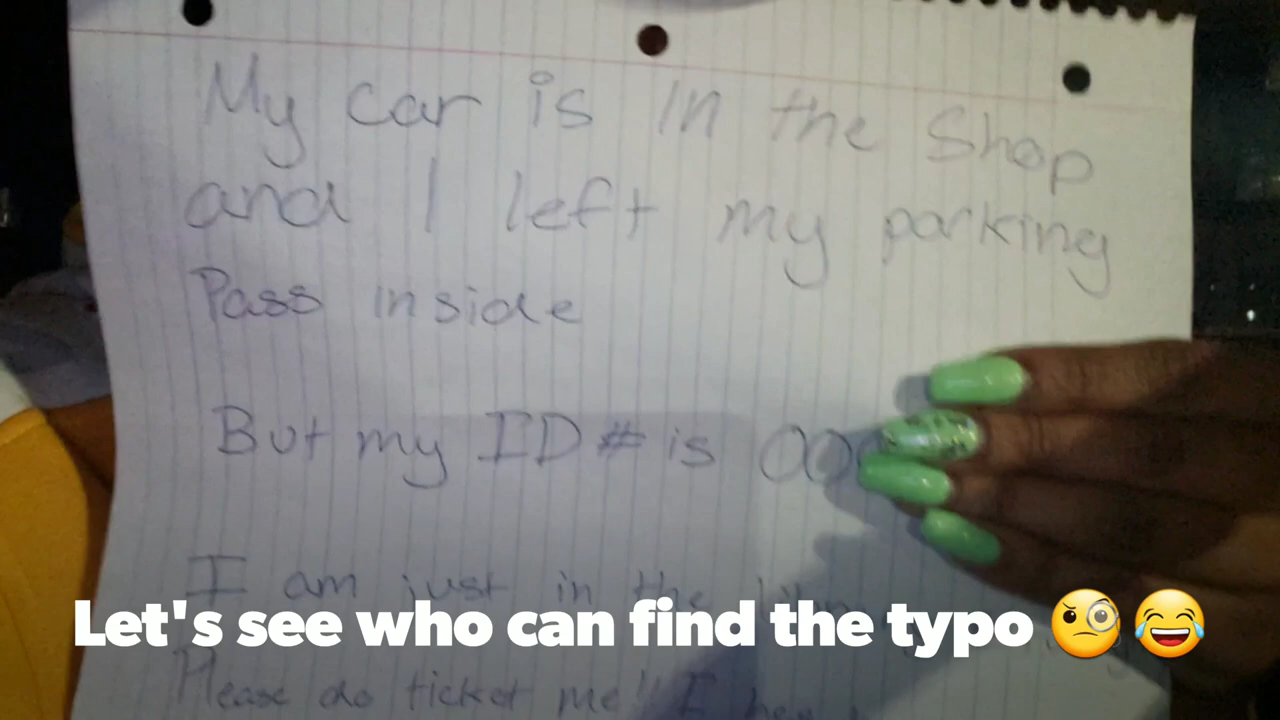 My car is in the Shop
and I left my parking
Pass inside
But my ID # is 00
I am just in the
Let's see who can find the typo 🧐😂
Please do ticket me!! I